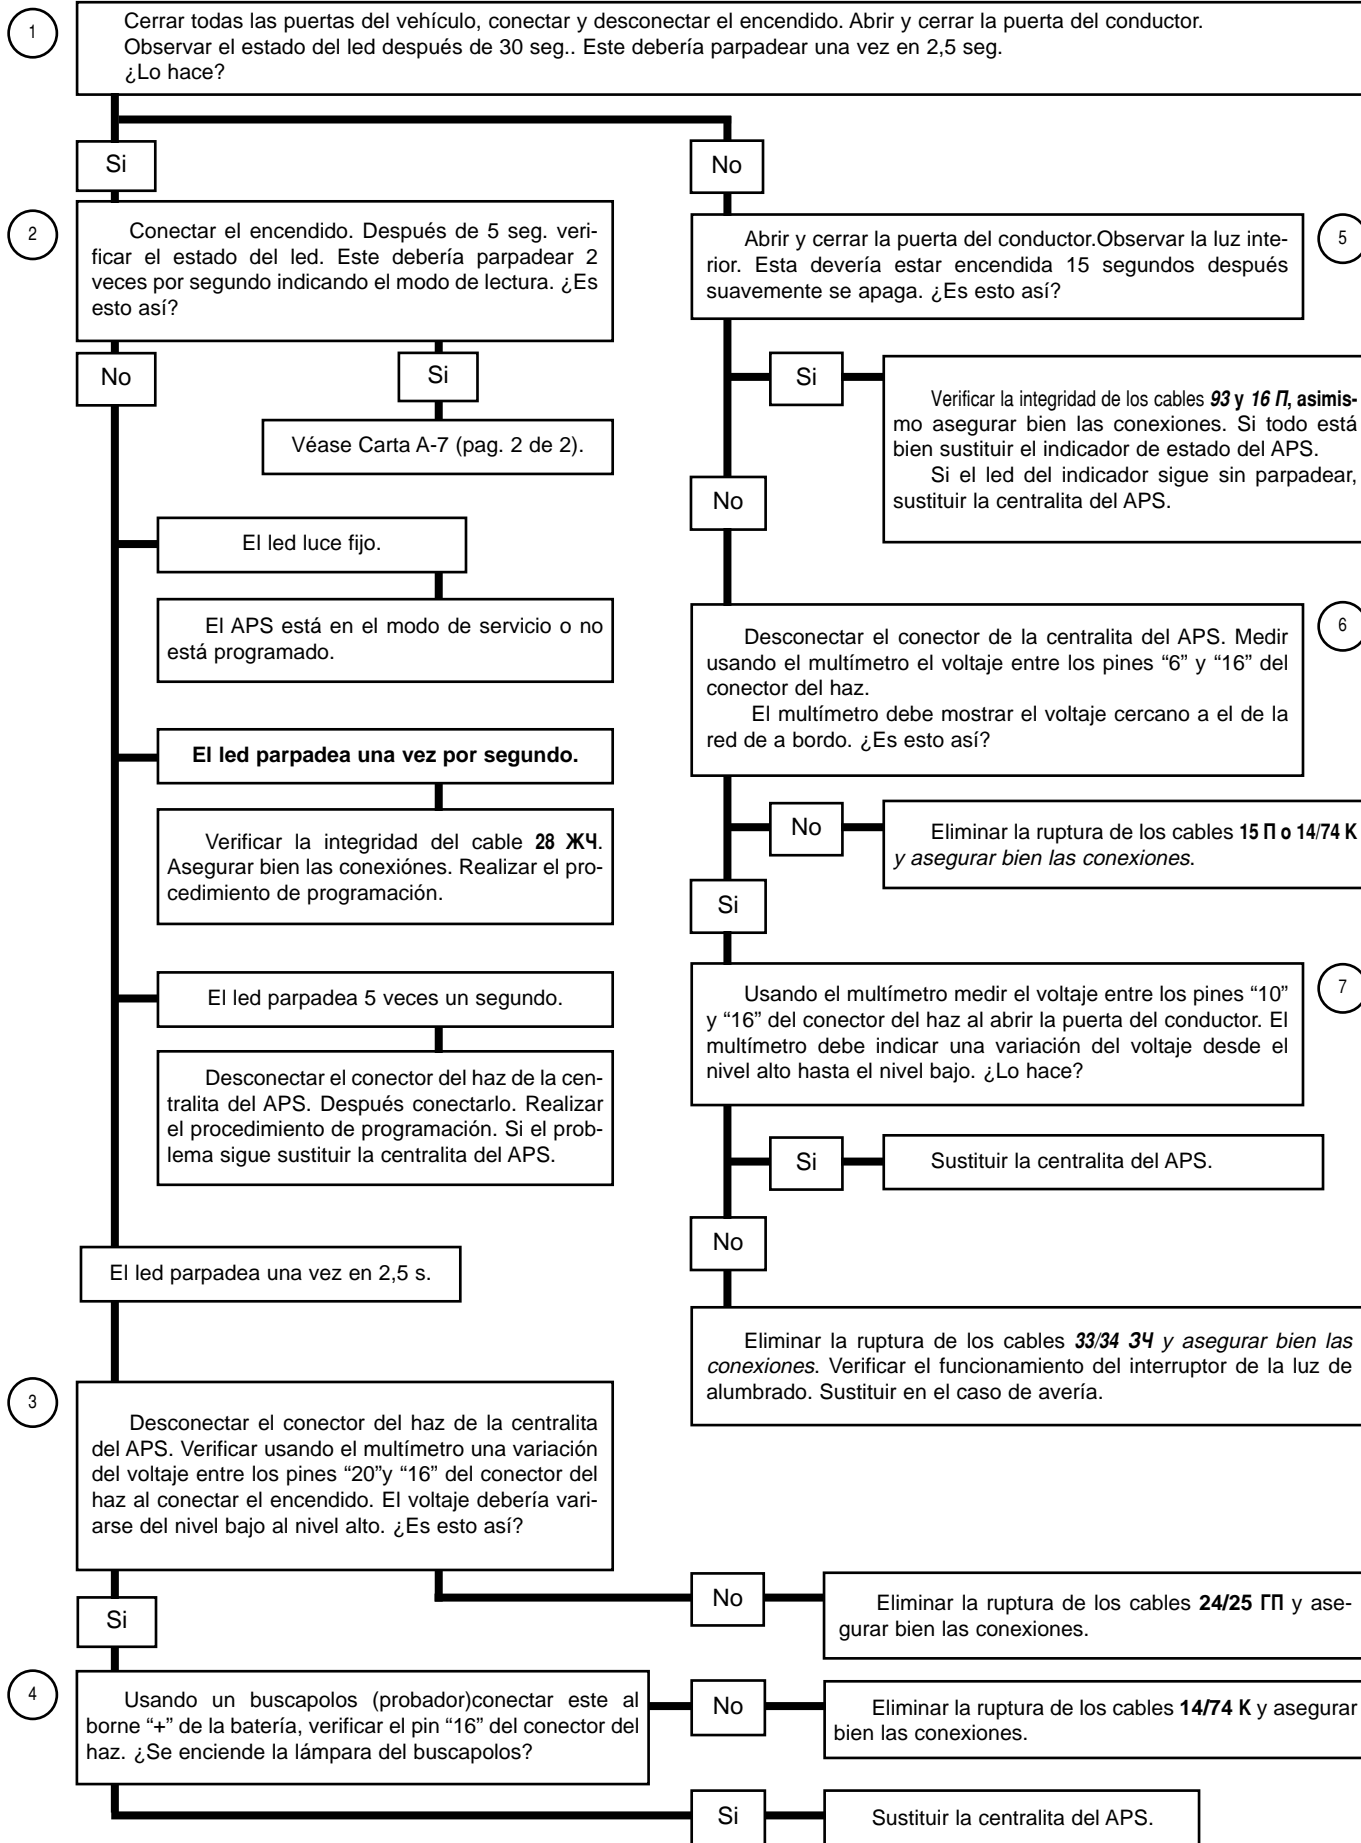 1
Cerrar todas las puertas del vehículo, conectar y desconectar el encendido. Abrir y cerrar la puerta del conductor.
Observar el estado del led después de 30 seg.. Este debería parpadear una vez en 2,5 seg.
¿Lo hace?
Si
No
2
Conectar el encendido. Después de 5 seg. veri-
ficar el estado del led. Este debería parpadear 2
veces por segundo indicando el modo de lectura. ¿Es
esto así?
No
Si
Véase Carta A-7 (pag. 2 de 2).
El led luce fijo.
El APS está en el modo de servicio o no
está programado.
El led parpadea una vez por segundo.
Verificar la integridad del cable 28 ЖЧ.
Asegurar bien las conexiónes. Realizar el pro-
cedimiento de programación.
El led parpadea 5 veces un segundo.
Desconectar el conector del haz de la cen-
tralita del APS. Después conectarlo. Realizar
el procedimiento de programación. Si el prob-
lema sigue sustituir la centralita del APS.
El led parpadea una vez en 2,5 s.
3
Desconectar el conector del haz de la centralita
del APS. Verificar usando el multímetro una variación
del voltaje entre los pines “20”y “16” del conector del
haz al conectar el encendido. El voltaje debería vari-
arse del nivel bajo al nivel alto. ¿Es esto así?
Si
No
Eliminar la ruptura de los cables 24/25 ГП y ase-
gurar bien las conexiones.
4
Usando un buscapolos (probador)conectar este al
borne “+” de la batería, verificar el pin “16” del conector del
haz. ¿Se enciende la lámpara del buscapolos?
No
Eliminar la ruptura de los cables 14/74 К y asegurar
bien las conexiones.
Si
Sustituir la centralita del APS.
5
Abrir y cerrar la puerta del conductor.Observar la luz inte-
rior. Esta devería estar encendida 15 segundos después
suavemente se apaga. ¿Es esto así?
Si
Verificar la integridad de los cables 93 y 16 П, asimis-
mo asegurar bien las conexiones. Si todo está
bien sustituir el indicador de estado del APS.
Si el led del indicador sigue sin parpadear,
sustituir la centralita del APS.
No
6
Desconectar el conector de la centralita del APS. Medir
usando el multímetro el voltaje entre los pines “6” y “16” del
conector del haz.
El multímetro debe mostrar el voltaje cercano a el de la
red de a bordo. ¿Es esto así?
No
Eliminar la ruptura de los cables 15 П o 14/74 К
y asegurar bien las conexiones.
Si
7
Usando el multímetro medir el voltaje entre los pines “10”
y “16” del conector del haz al abrir la puerta del conductor. El
multímetro debe indicar una variación del voltaje desde el
nivel alto hasta el nivel bajo. ¿Lo hace?
Si
Sustituir la centralita del APS.
No
Eliminar la ruptura de los cables 33/34 ЗЧ y asegurar bien las
conexiones. Verificar el funcionamiento del interruptor de la luz de
alumbrado. Sustituir en el caso de avería.